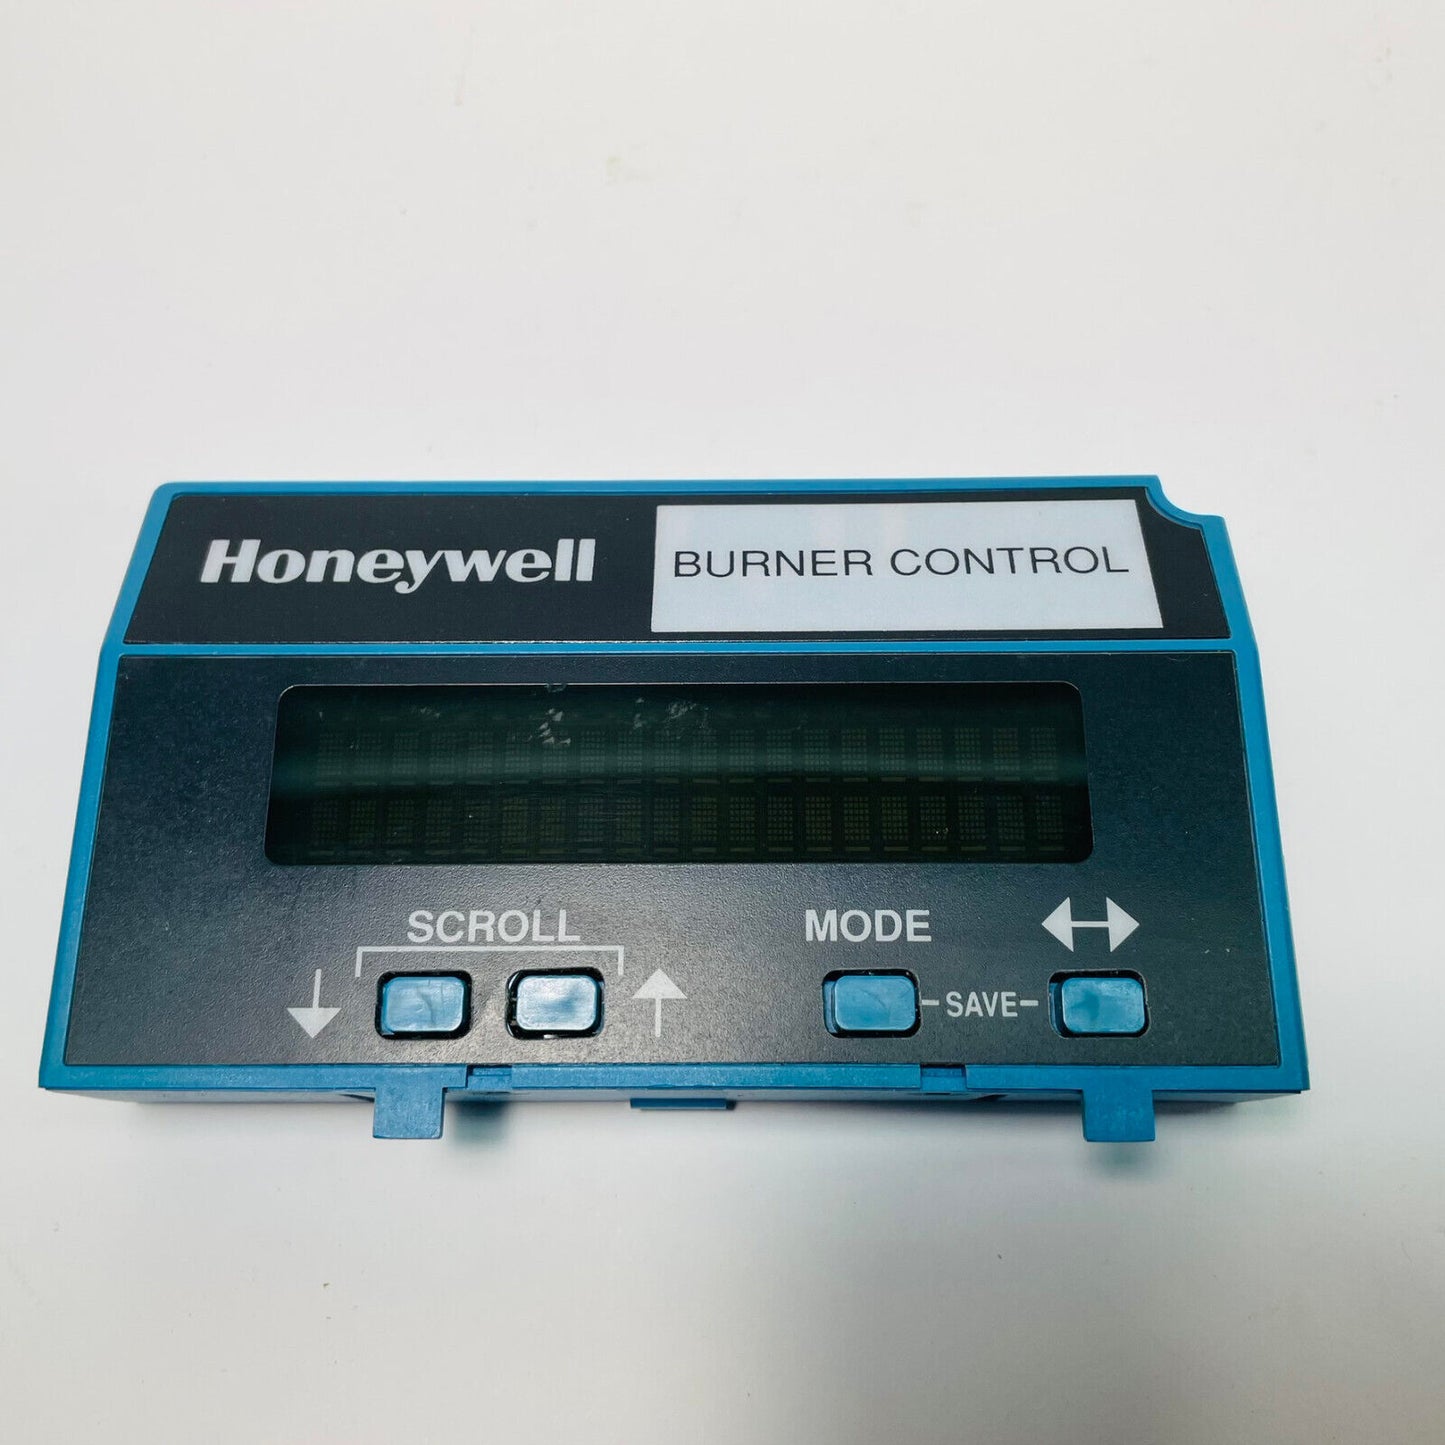 Honeywell
BURNER CONTROL
SCROLL
MODE
-SAVE-